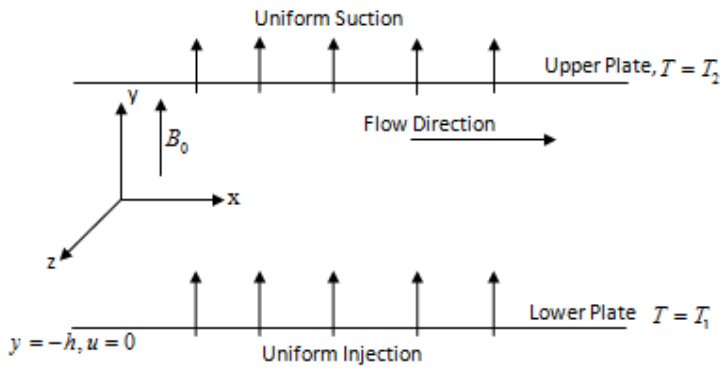 Uniform Suction
Upper Plate, T = T₂
y
B₀
Flow Direction
x
z
Lower Plate T = T₁
y = −h, u = 0
Uniform Injection